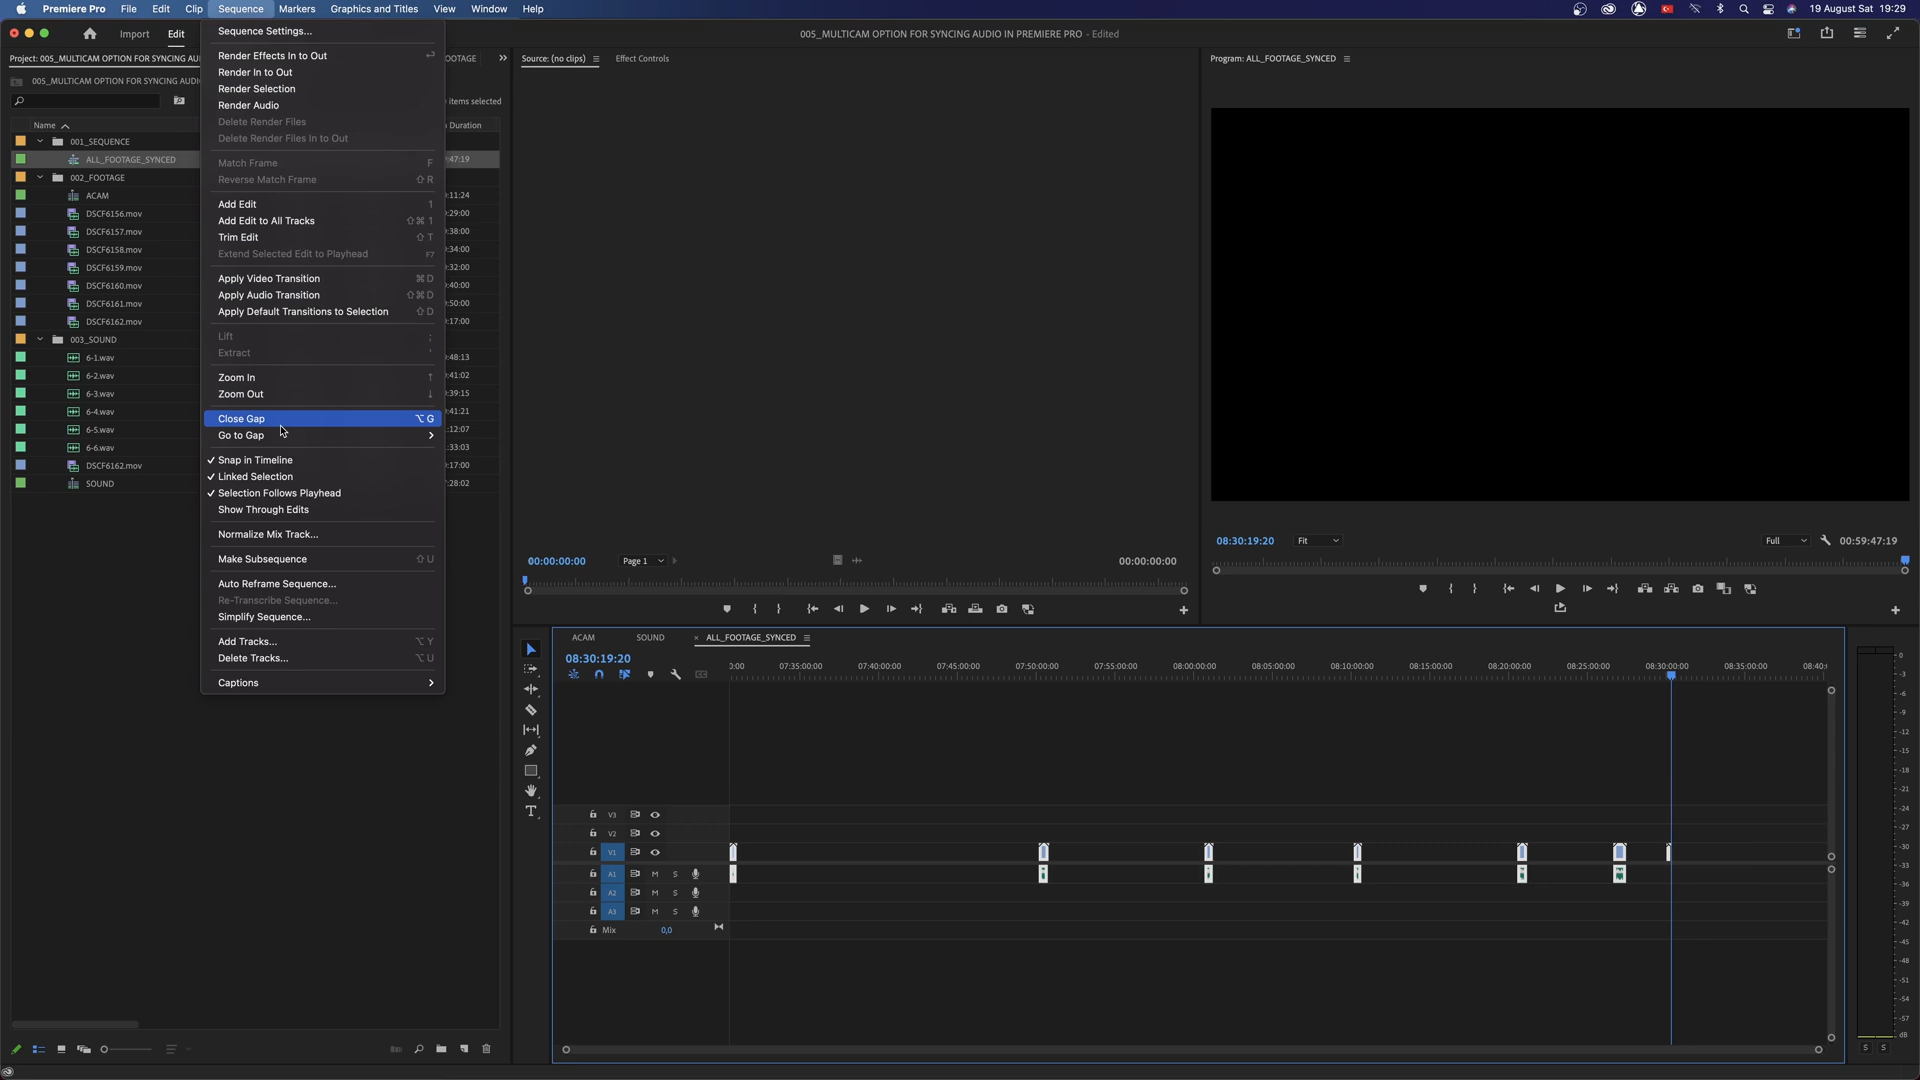 Premiere Pro File Edit Clip Sequence Markers Graphics and Titles View Window Help 19 August Sat 19:29
Import Edit
005_MULTICAM OPTION FOR SYNCING AUDIO IN PREMIERE PRO - Edited
Project: 005_MULTICAM OPTION FOR SYNCING AU
OOTAGE
005_MULTICAM OPTION FOR SYNCING AUDI
items selected
Name
Duration
001_SEQUENCE
ALL_FOOTAGE_SYNCED :47:19
002_FOOTAGE
ACAM :11:24
DSCF6156.mov :29:00
DSCF6157.mov :38:00
DSCF6158.mov :34:00
DSCF6159.mov :32:00
DSCF6160.mov :40:00
DSCF6161.mov :50:00
DSCF6162.mov :17:00
003_SOUND
6-1.wav :48:13
6-2.wav :41:02
6-3.wav :39:15
6-4.wav :41:21
6-5.wav :12:07
6-6.wav :33:03
DSCF6162.mov :17:00
SOUND :28:02
Sequence Settings...
Render Effects In to Out ⏎
Render In to Out
Render Selection
Render Audio
Delete Render Files
Delete Render Files In to Out
Match Frame F
Reverse Match Frame ⇧ R
Add Edit 1
Add Edit to All Tracks ⇧⌘ 1
Trim Edit ⇧ T
Extend Selected Edit to Playhead F7
Apply Video Transition ⌘ D
Apply Audio Transition ⇧⌘ D
Apply Default Transitions to Selection ⇧ D
Lift ;
Extract '
Zoom In ↑
Zoom Out ↓
Close Gap ⌥ G
Go to Gap
✓ Snap in Timeline
✓ Linked Selection
✓ Selection Follows Playhead
Show Through Edits
Normalize Mix Track...
Make Subsequence ⇧ U
Auto Reframe Sequence...
Re-Transcribe Sequence...
Simplify Sequence...
Add Tracks... ⌥ Y
Delete Tracks... ⌥ U
Captions
Source: (no clips) Effect Controls
00:00:00:00 Page 1 00:00:00:00
Program: ALL_FOOTAGE_SYNCED
08:30:19:20 Fit Full 00:59:47:19
ACAM SOUND × ALL_FOOTAGE_SYNCED
08:30:19:20
07:35:00:00 07:40:00:00 07:45:00:00 07:50:00:00 07:55:00:00 08:00:00:00 08:05:00:00 08:10:00:00 08:15:00:00 08:20:00:00 08:25:00:00 08:30:00:00 08:35:00:00 08:40:
V3
V2
V1
A1 M S
A2 M S
A3 M S
Mix 0,0
0
-3
-6
-9
-12
-15
-18
-21
-24
-27
-30
-33
-36
-39
-42
-45
-48
-51
-54
-57
dB
S S